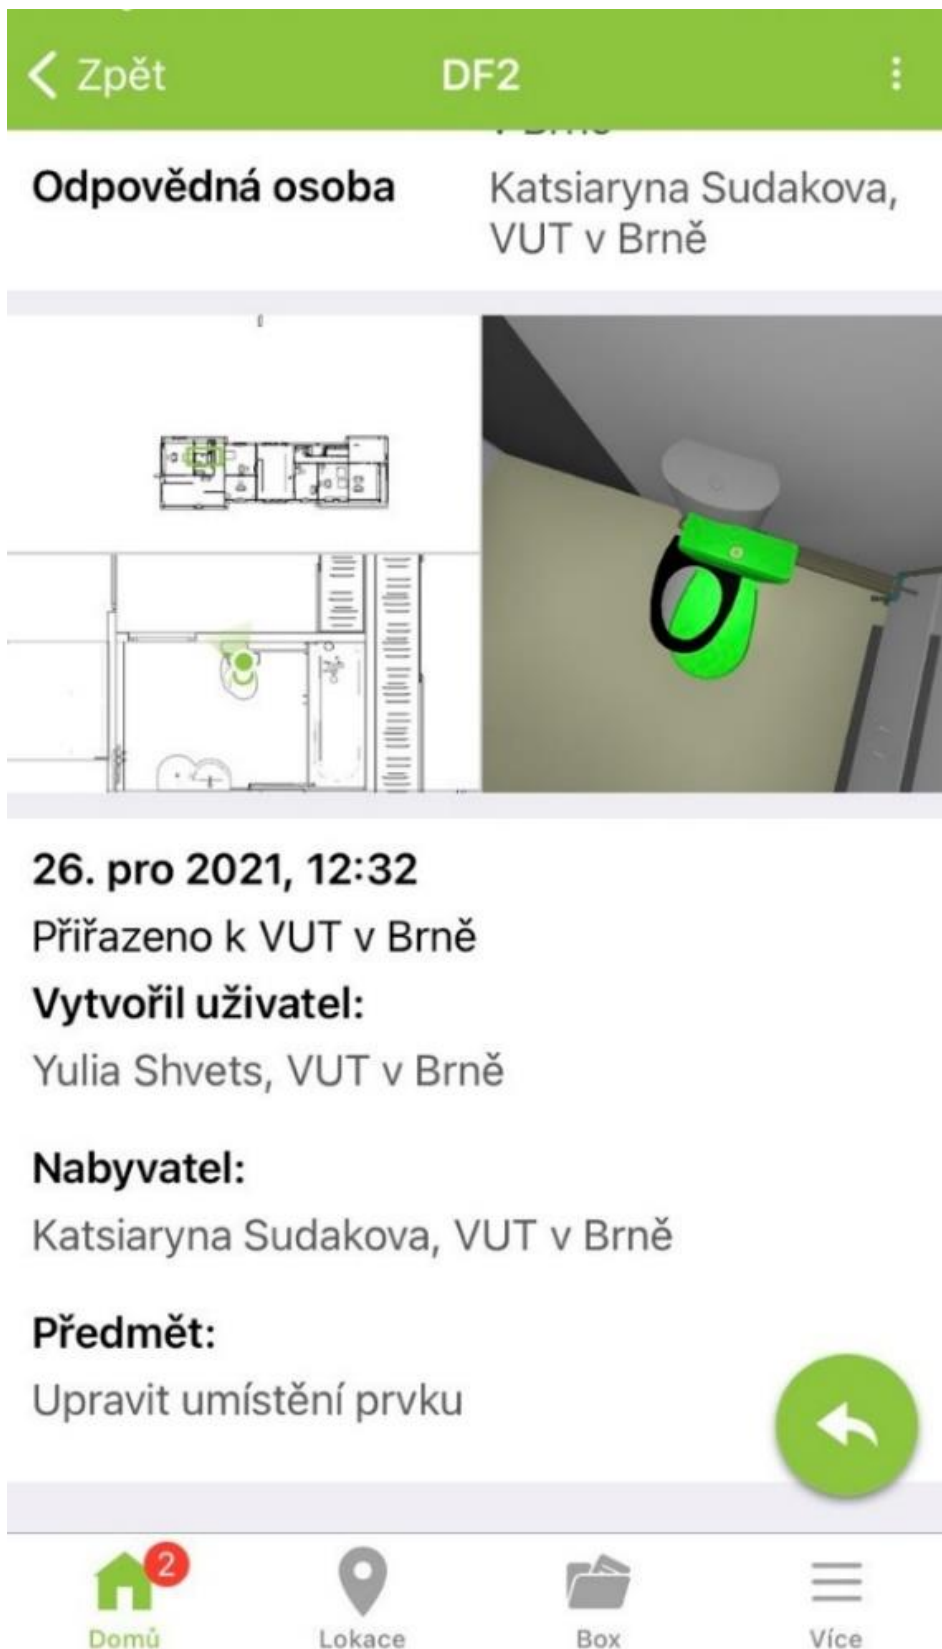 Zpět
DF2
v Brně
Odpovědná osoba
Katsiaryna Sudakova,
VUT v Brně
26. pro 2021, 12:32
Přiřazeno k VUT v Brně
Vytvořil uživatel:
Yulia Shvets, VUT v Brně
Nabyvatel:
Katsiaryna Sudakova, VUT v Brně
Předmět:
Upravit umístění prvku
2
Domů
Lokace
Box
Více